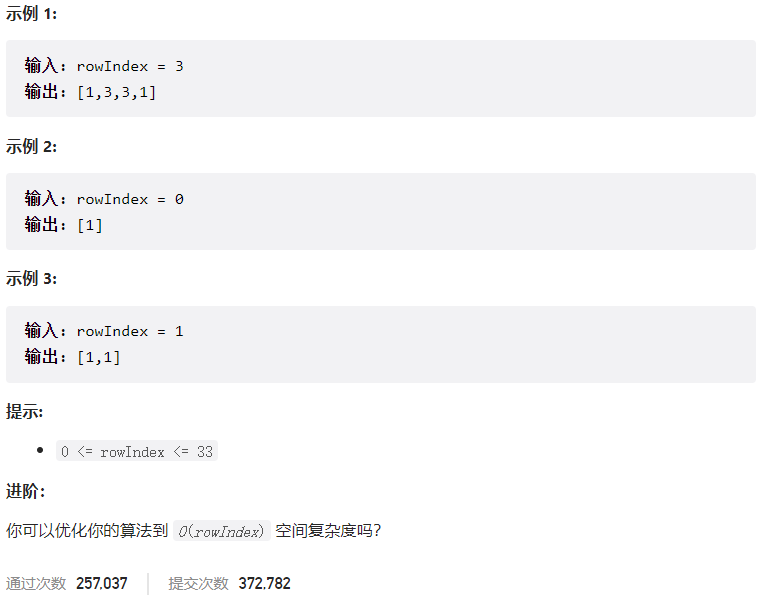 示例 1:
输入: rowIndex = 3
输出: [1,3,3,1]
示例 2:
输入: rowIndex = 0
输出: [1]
示例 3:
输入: rowIndex = 1
输出: [1,1]
提示:
0 <= rowIndex <= 33
进阶：
你可以优化你的算法到 O(rowIndex) 空间复杂度吗？
通过次数 257,037 提交次数 372,782